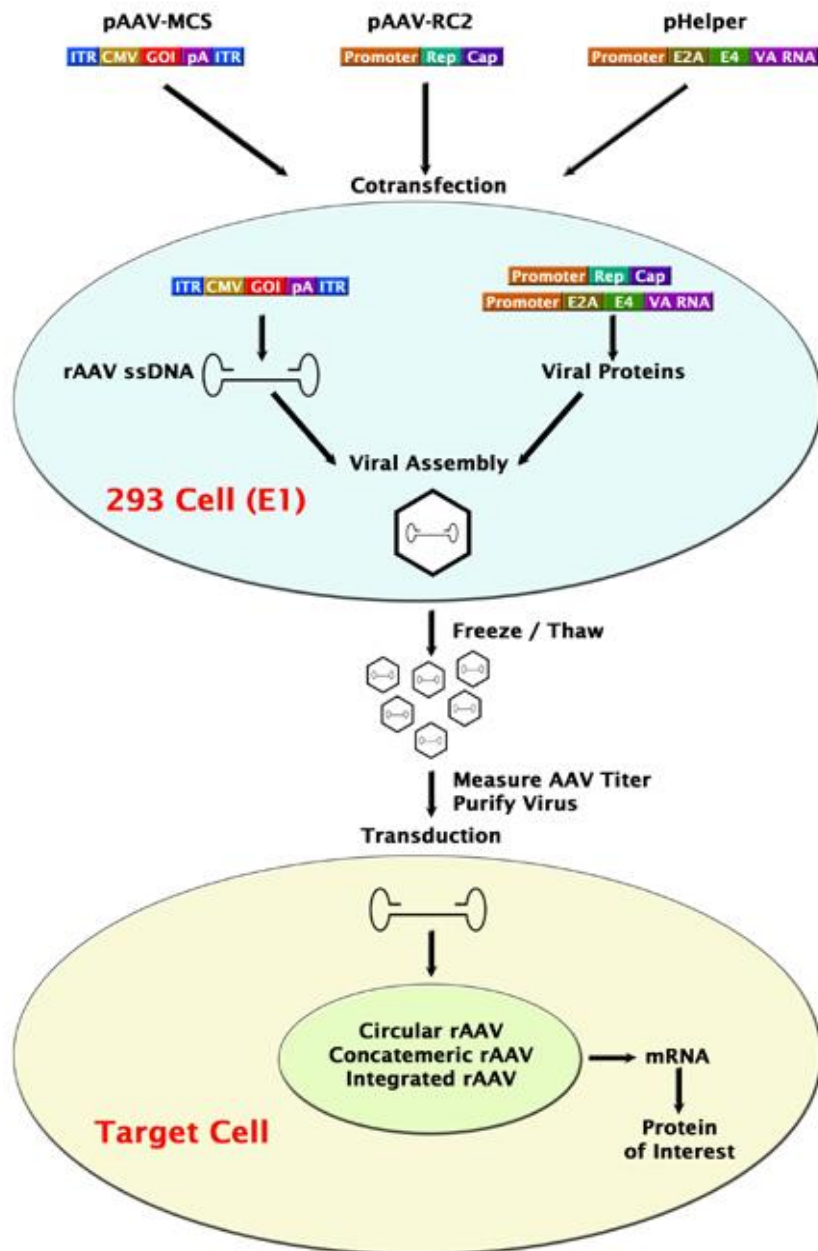 pAAV-MCS pAAV-RC2 pHelper
ITR CMV GOI pA ITR Promoter Rep Cap Promoter E2A E4 VA RNA
Cotransfection
Promoter Rep Cap
ITR CMV GOI pA ITR Promoter E2A E4 VA RNA
rAAV ssDNA Viral Proteins
Viral Assembly
293 Cell (E1)
Freeze / Thaw
Measure AAV Titer
Purify Virus
Transduction
Circular rAAV
Concatemeric rAAV
Integrated rAAV
mRNA
Target Cell
Protein
of Interest